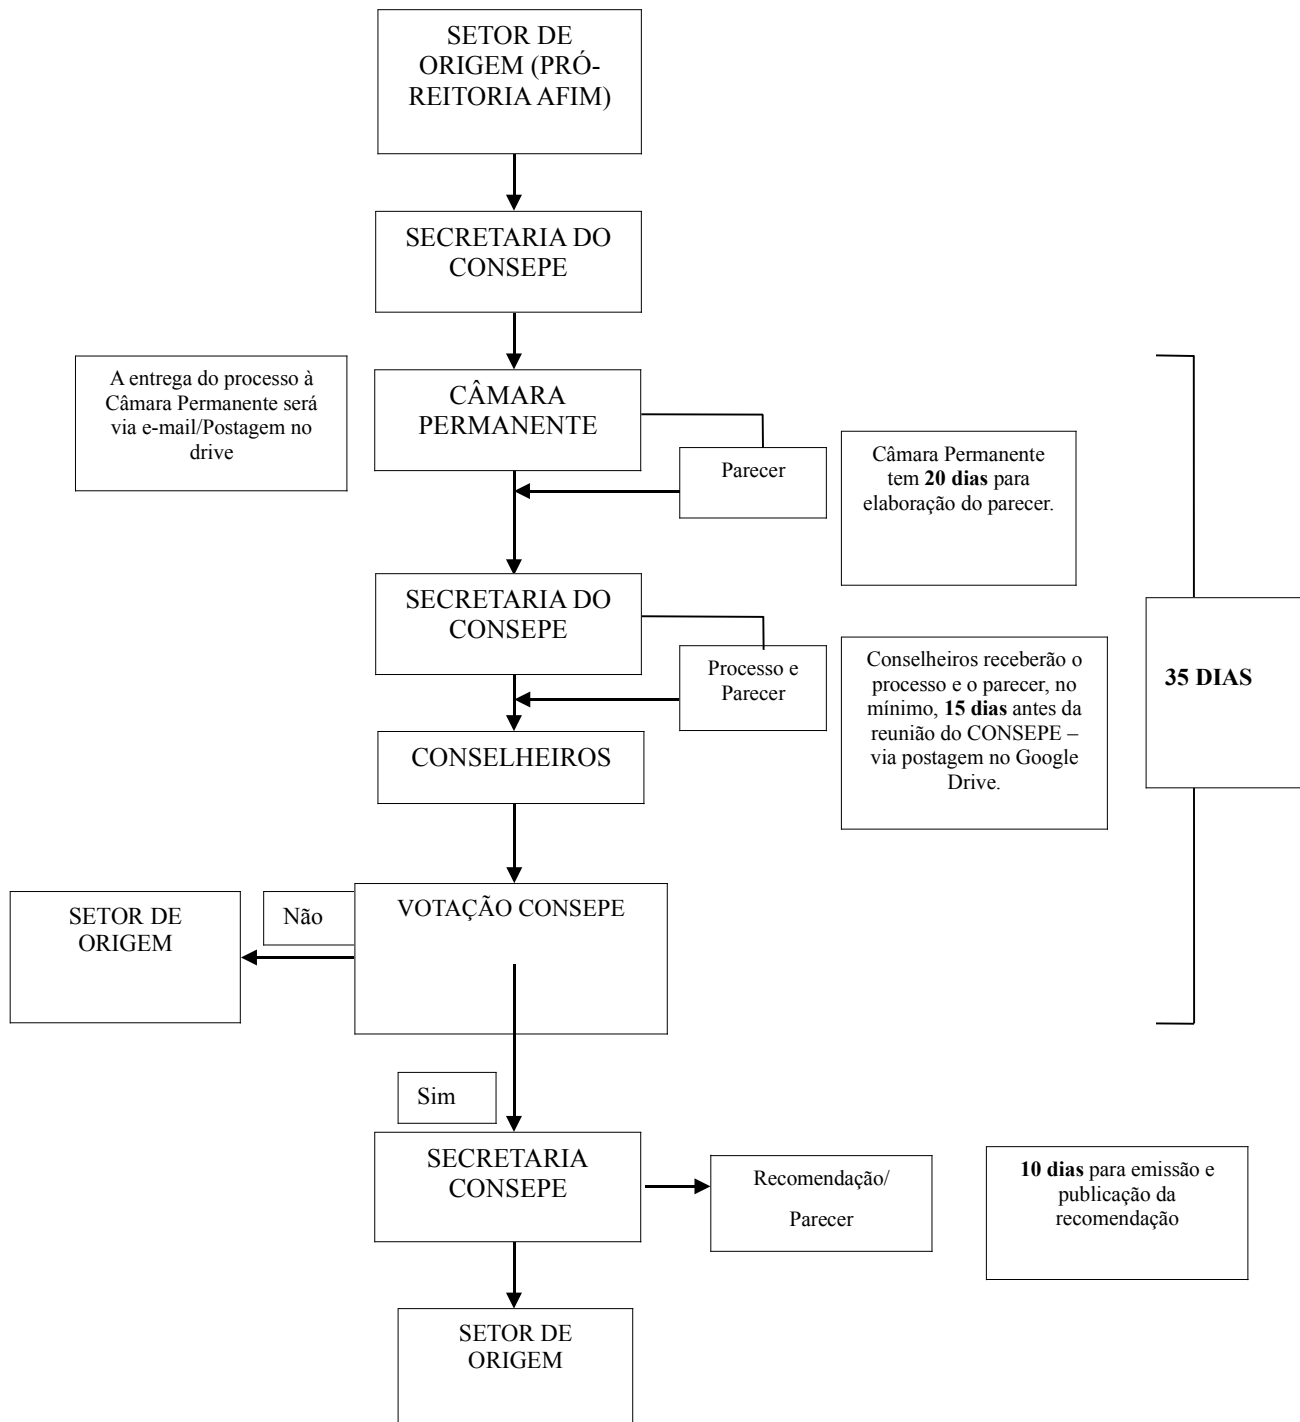 SETOR DE
ORIGEM (PRÓ-
REITORIA AFIM)
SECRETARIA DO
CONSEPE
A entrega do processo à
Câmara Permanente será
via e-mail/Postagem no
drive
CÂMARA
PERMANENTE
Parecer
Câmara Permanente
tem 20 dias para
elaboração do parecer.
SECRETARIA DO
CONSEPE
Processo e
Parecer
Conselheiros receberão o
processo e o parecer, no
mínimo, 15 dias antes da
reunião do CONSEPE –
via postagem no Google
Drive.
35 DIAS
CONSELHEIROS
SETOR DE
ORIGEM
Não
VOTAÇÃO CONSEPE
Sim
SECRETARIA
CONSEPE
Recomendação/
Parecer
10 dias para emissão e
publicação da
recomendação
SETOR DE
ORIGEM